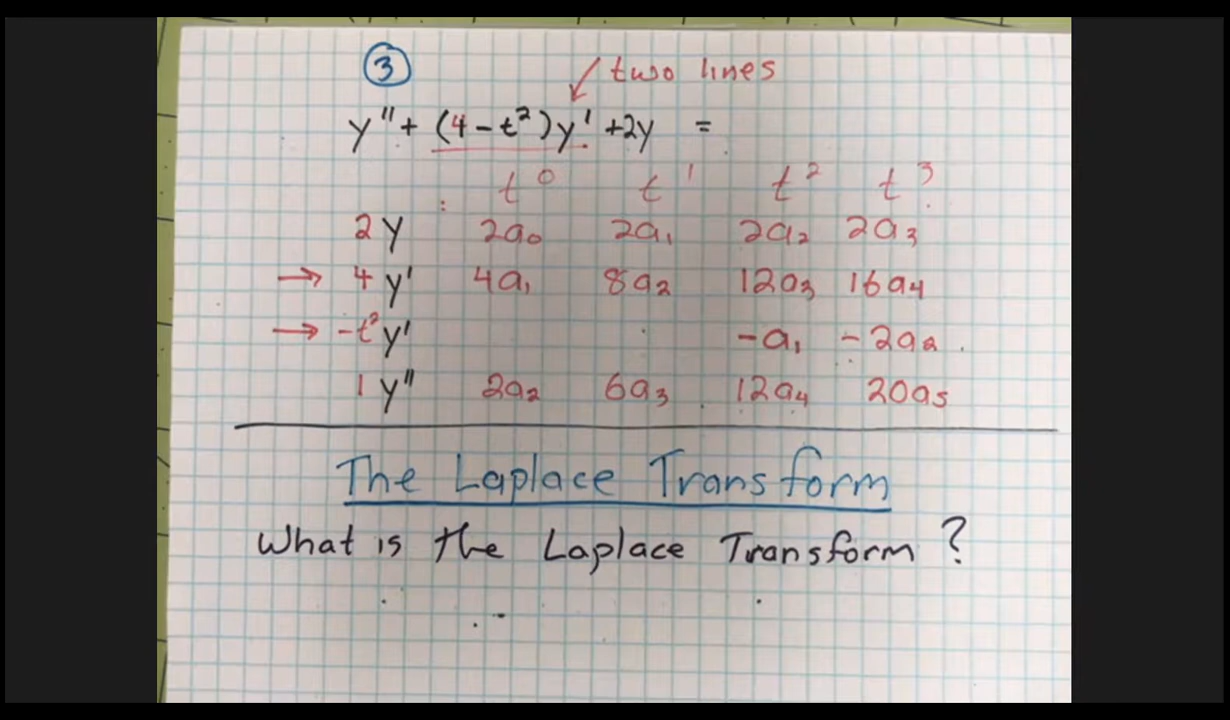 ③
two lines
y'' + (4 - t²)y' + 2y =
t⁰ t¹ t² t³
2y : 2a₀ 2a₁ 2a₂ 2a₃
→ 4y' 4a₁ 8a₂ 12a₃ 16a₄
→ -t²y' -a₁ -2a₂
1y'' 2a₂ 6a₃ 12a₄ 20a₅
The Laplace Transform
What is the Laplace Transform?